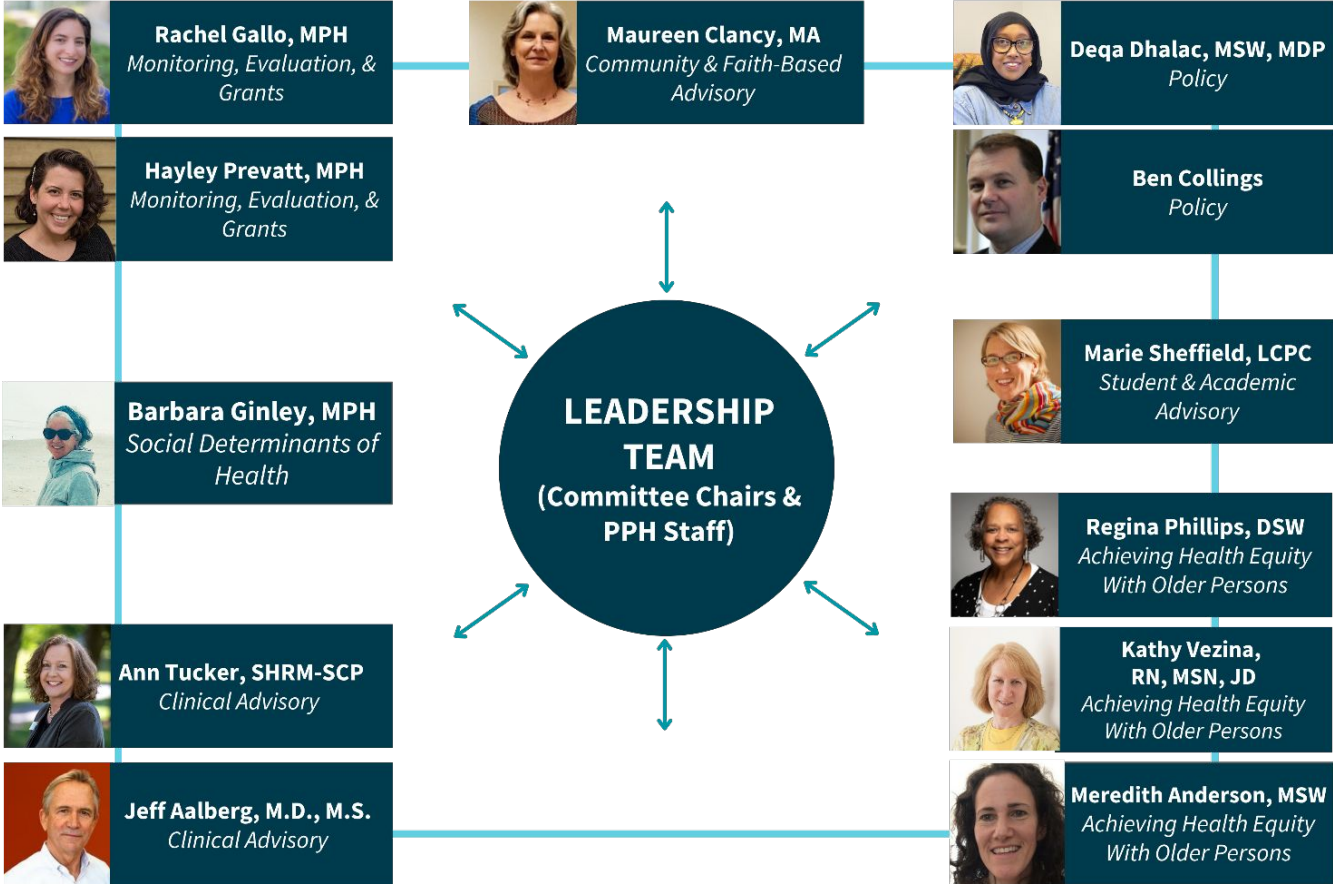 Rachel Gallo, MPH
Monitoring, Evaluation, &
Grants
Maureen Clancy, MA
Community & Faith-Based
Advisory
Deqa Dhalac, MSW, MDP
Policy
Hayley Prevatt, MPH
Monitoring, Evaluation, &
Grants
Ben Collings
Policy
Barbara Ginley, MPH
Social Determinants of
Health
LEADERSHIP
TEAM
(Committee Chairs &
PPH Staff)
Marie Sheffield, LCPC
Student & Academic
Advisory
Regina Phillips, DSW
Achieving Health Equity
With Older Persons
Ann Tucker, SHRM-SCP
Clinical Advisory
Kathy Vezina,
RN, MSN, JD
Achieving Health Equity
With Older Persons
Jeff Aalberg, M.D., M.S.
Clinical Advisory
Meredith Anderson, MSW
Achieving Health Equity
With Older Persons